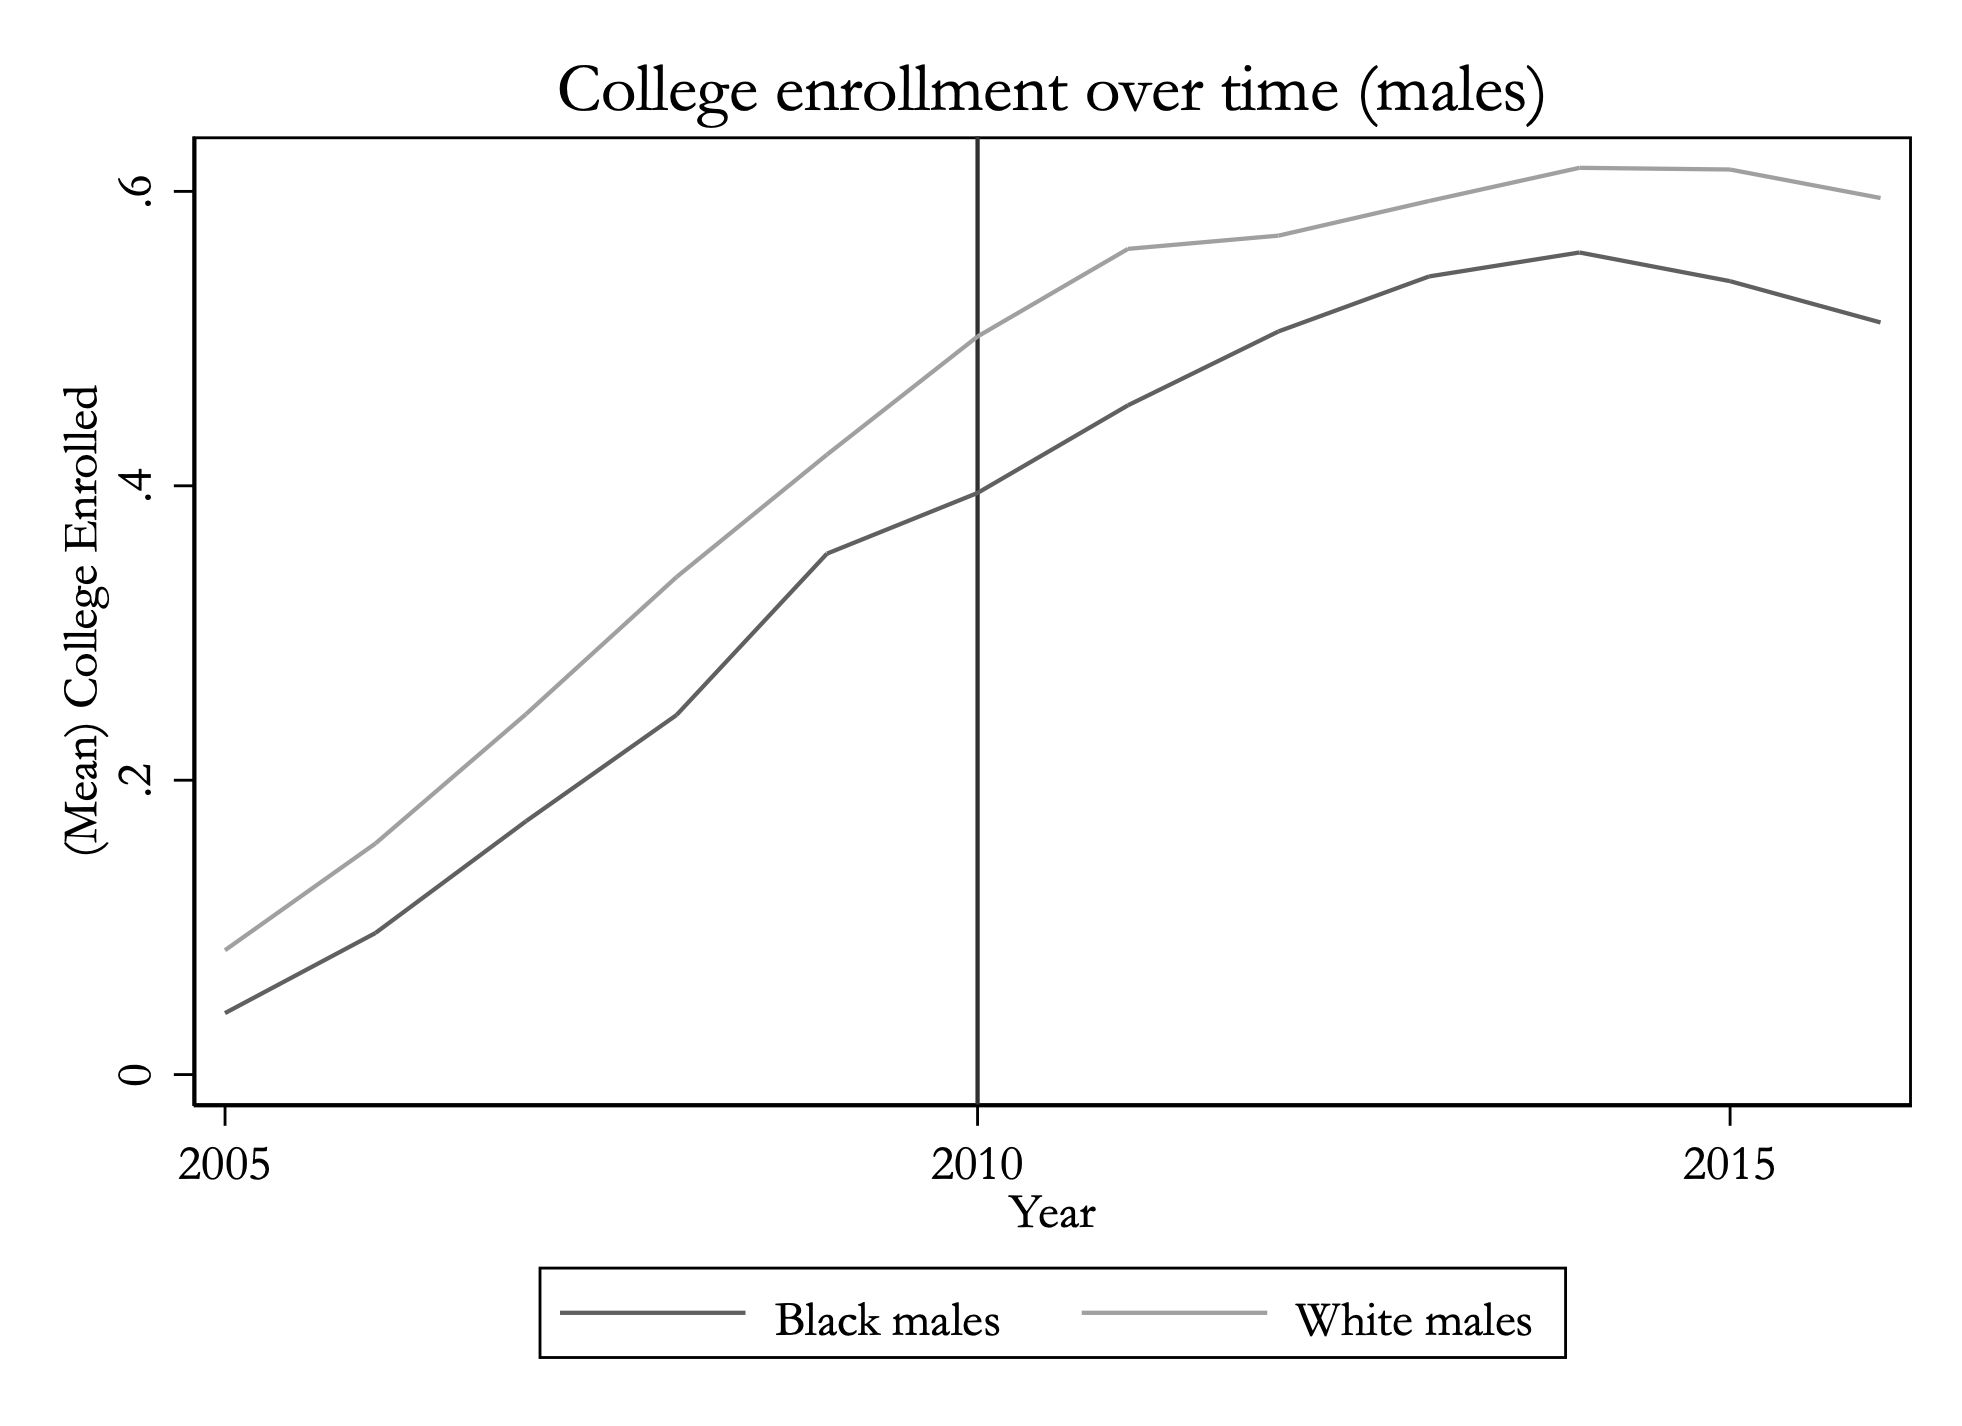 College enrollment over time (males)
(Mean) College Enrolled
.6
.4
.2
0
2005 2010 2015
Year
Black males White males